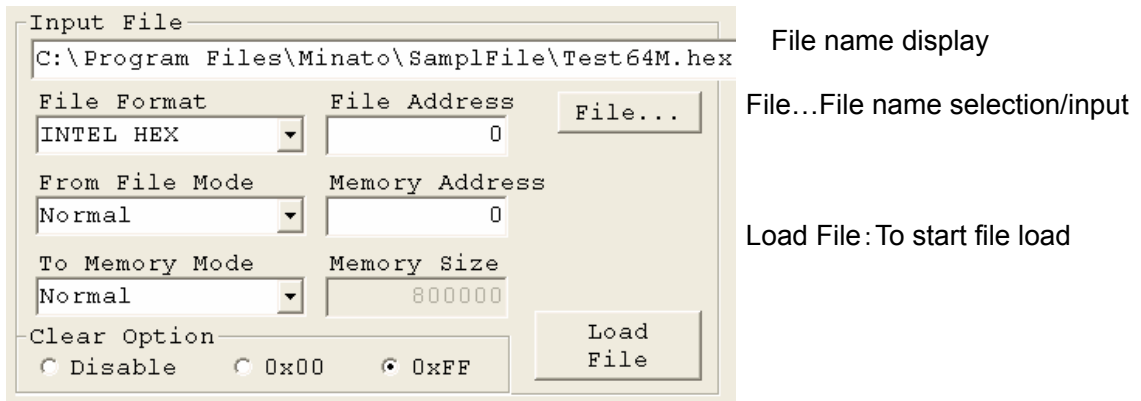 Input File
C:\Program Files\Minato\SamplFile\Test64M.hex
File name display
File Format
File Address
File...
File…File name selection/input
INTEL HEX
0
From File Mode
Memory Address
Normal
0
Load File:To start file load
To Memory Mode
Memory Size
Normal
800000
Clear Option
Disable
0x00
0xFF
Load
File